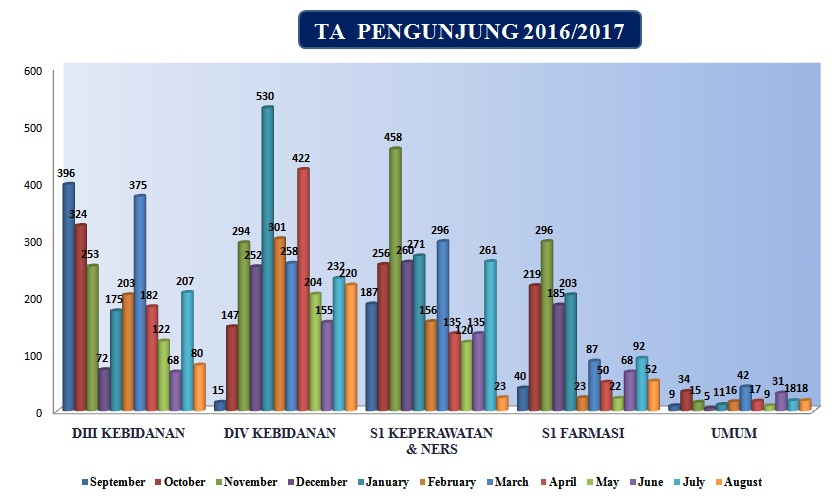 TA PENGUNJUNG 2016/2017
600
500
400
300
200
100
0
396 324 253 72 175 203 375 182 122 68 207 80
15 147 294 252 530 301 258 422 204 155 232 220
187 256 458 260 271 156 296 135 120 135 261 23
40 219 296 185 203 23 87 50 22 68 92 52
9 34 15 5 11 16 42 17 9 31 18 18
DIII KEBIDANAN
DIV KEBIDANAN
S1 KEPERAWATAN
& NERS
S1 FARMASI
UMUM
September October November December January February March April May June July August